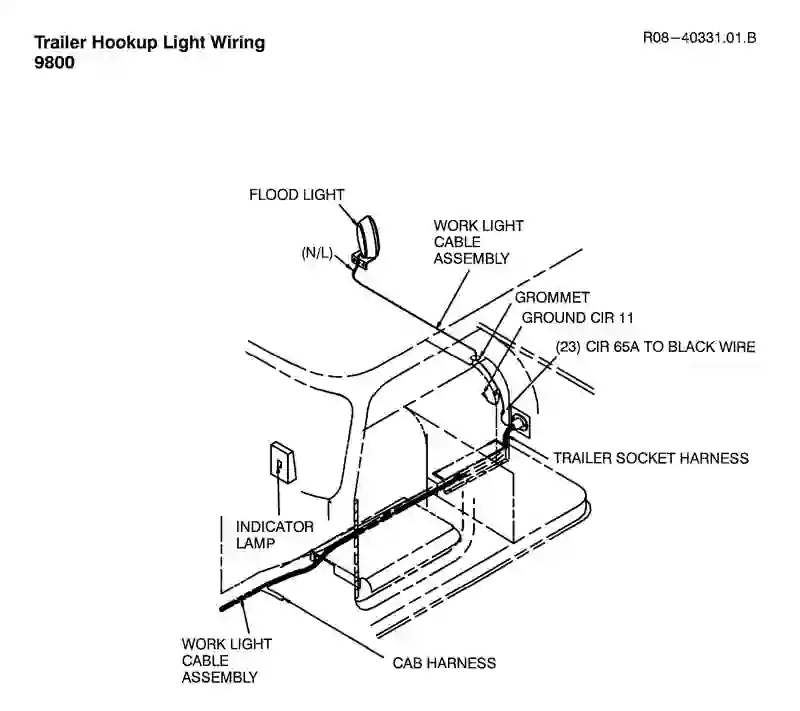 Trailer Hookup Light Wiring
9800
R08-40331.01.B
FLOOD LIGHT
(N/L)
WORK LIGHT
CABLE
ASSEMBLY
GROMMET
GROUND CIR 11
(23) CIR 65A TO BLACK WIRE
TRAILER SOCKET HARNESS
INDICATOR
LAMP
WORK LIGHT
CABLE
ASSEMBLY
CAB HARNESS